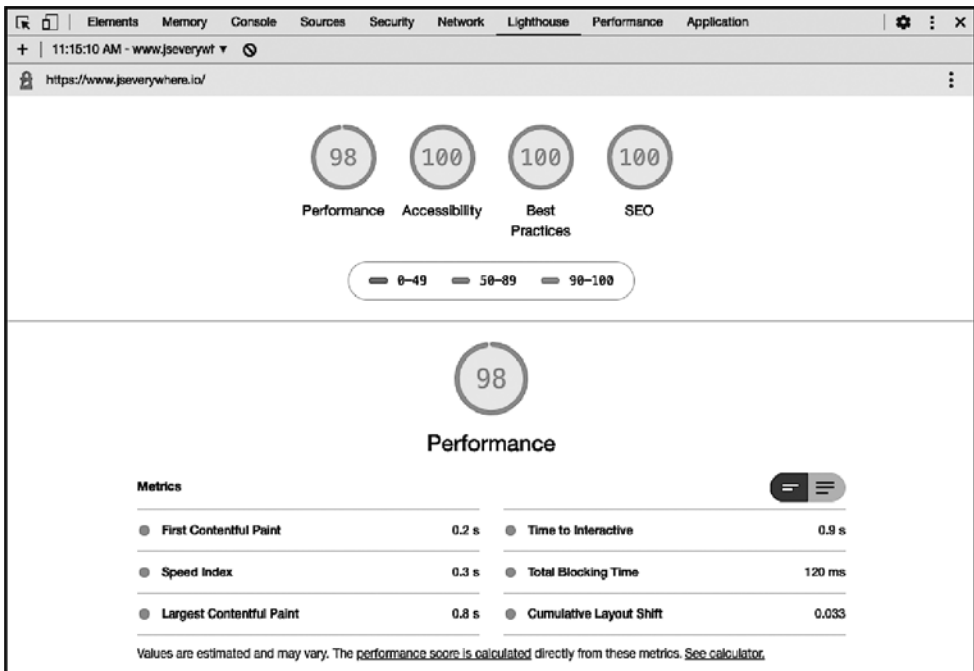 Elements Memory Console Sources Security Network Lighthouse Performance Application
+ 11:15:10 AM - www.jseverywh
https://www.jseverywhere.io/
98 100 100 100
Performance Accessibility Best Practices SEO
0–49 50–89 90–100
98
Performance
Metrics
First Contentful Paint 0.2 s Time to Interactive 0.9 s
Speed Index 0.3 s Total Blocking Time 120 ms
Largest Contentful Paint 0.8 s Cumulative Layout Shift 0.033
Values are estimated and may vary. The performance score is calculated directly from these metrics. See calculator.